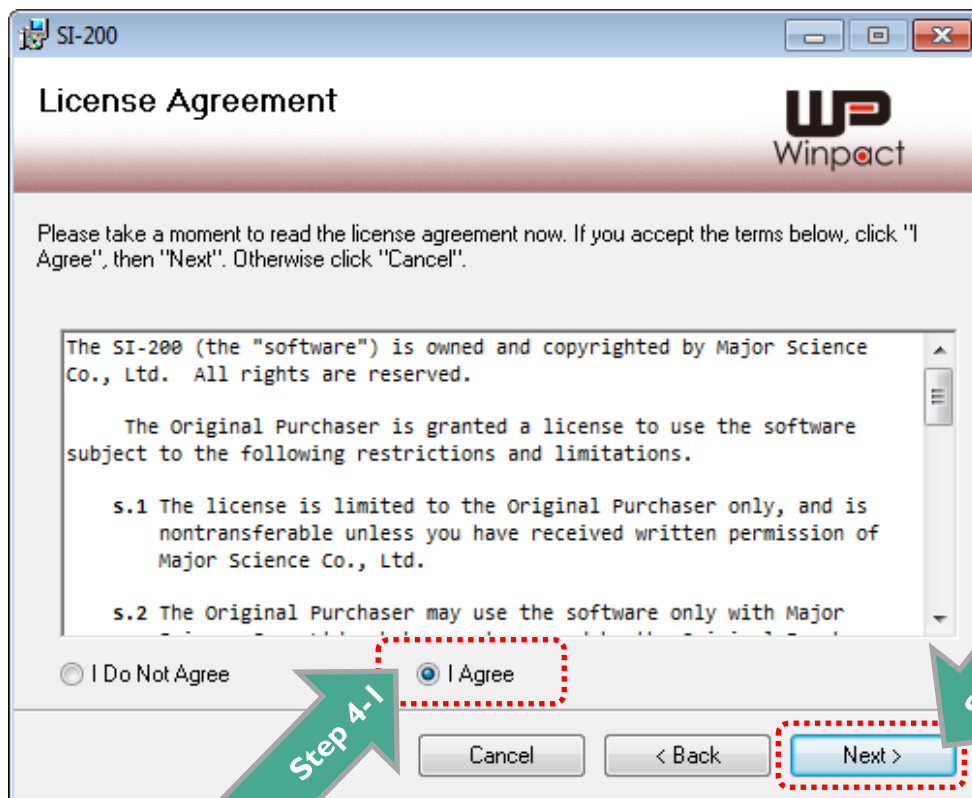 SI-200
License Agreement
WP
Winpact
Please take a moment to read the license agreement now. If you accept the terms below, click "I
Agree", then "Next". Otherwise click "Cancel".
The SI-200 (the "software") is owned and copyrighted by Major Science
Co., Ltd.  All rights are reserved.
The Original Purchaser is granted a license to use the software
subject to the following restrictions and limitations.
s.1 The license is limited to the Original Purchaser only, and is
nontransferable unless you have received written permission of
Major Science Co., Ltd.
s.2 The Original Purchaser may use the software only with Major
I Do Not Agree
I Agree
Step 4-1
Cancel
< Back
Next >